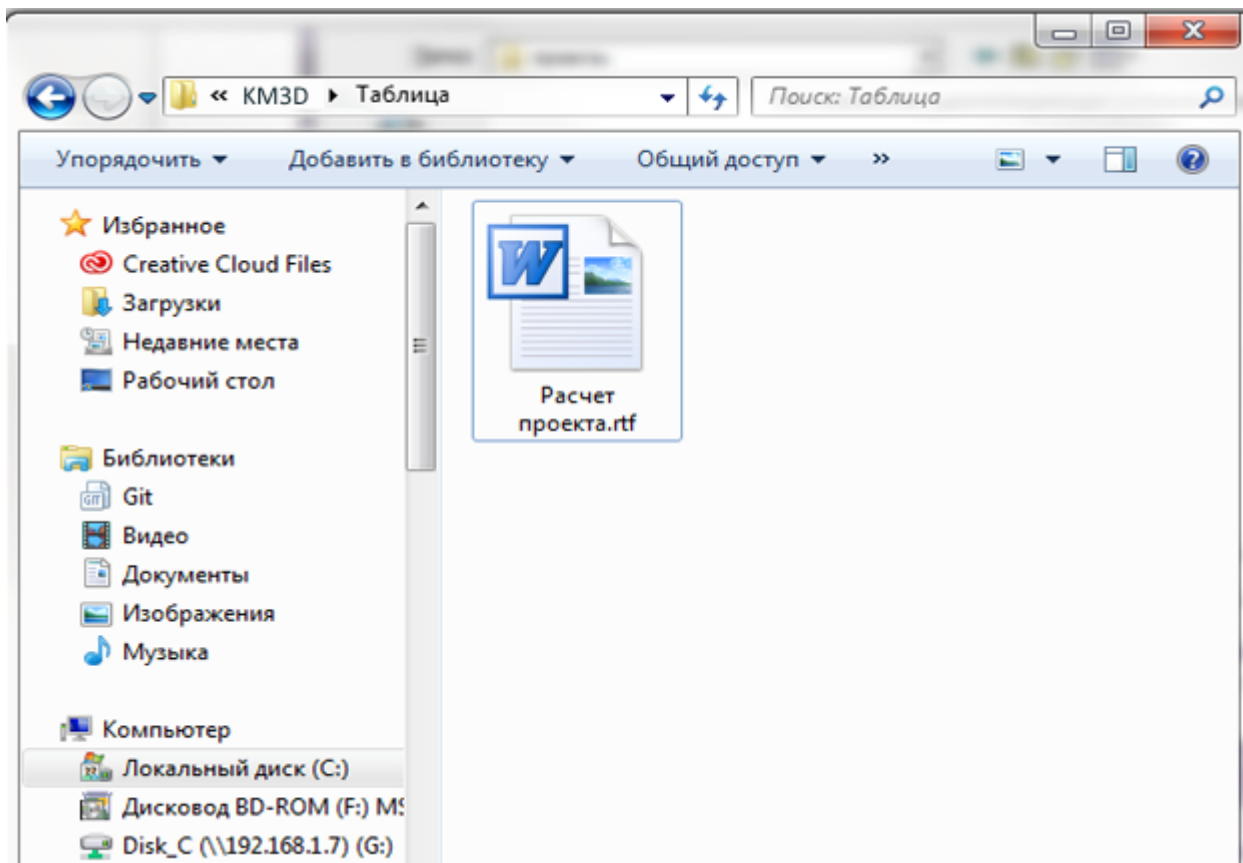 « KM3D Таблица
Поиск: Таблица
Упорядочить Добавить в библиотеку Общий доступ »
Избранное
Creative Cloud Files
Загрузки
Недавние места
Рабочий стол
Библиотеки
Git
Видео
Документы
Изображения
Музыка
Компьютер
Локальный диск (C:)
Дисковод BD-ROM (F:) MS
Disk_C (\\192.168.1.7) (G:)
W
Расчет
проекта.rtf